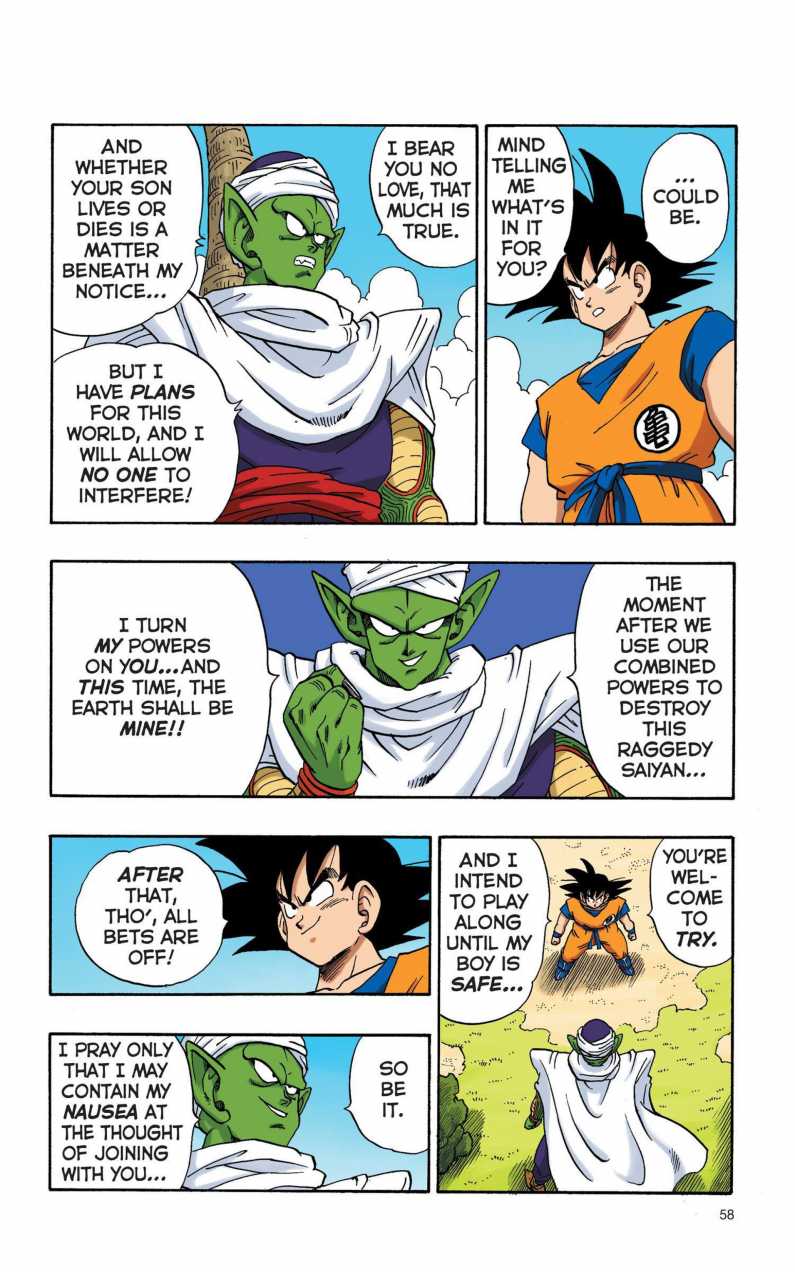 ...
COULD
BE.
MIND
TELLING
ME
WHAT'S
IN IT
FOR
YOU?
I BEAR
YOU NO
LOVE, THAT
MUCH IS
TRUE.
AND
WHETHER
YOUR SON
LIVES OR
DIES IS A
MATTER
BENEATH MY
NOTICE...
BUT I
HAVE PLANS
FOR THIS
WORLD, AND I
WILL ALLOW
NO ONE TO
INTERFERE!
亀
THE
MOMENT
AFTER WE
USE OUR
COMBINED
POWERS TO
DESTROY
THIS
RAGGEDY
SAIYAN...
I TURN
MY POWERS
ON YOU...AND
THIS TIME, THE
EARTH SHALL BE
MINE!!
YOU'RE
WEL-
COME
TO
TRY.
AND I
INTEND
TO PLAY
ALONG
UNTIL MY
BOY IS
SAFE...
AFTER
THAT,
THO', ALL
BETS ARE
OFF!
SO
BE
IT.
I PRAY ONLY
THAT I MAY
CONTAIN MY
NAUSEA AT
THE THOUGHT
OF JOINING
WITH YOU...
58